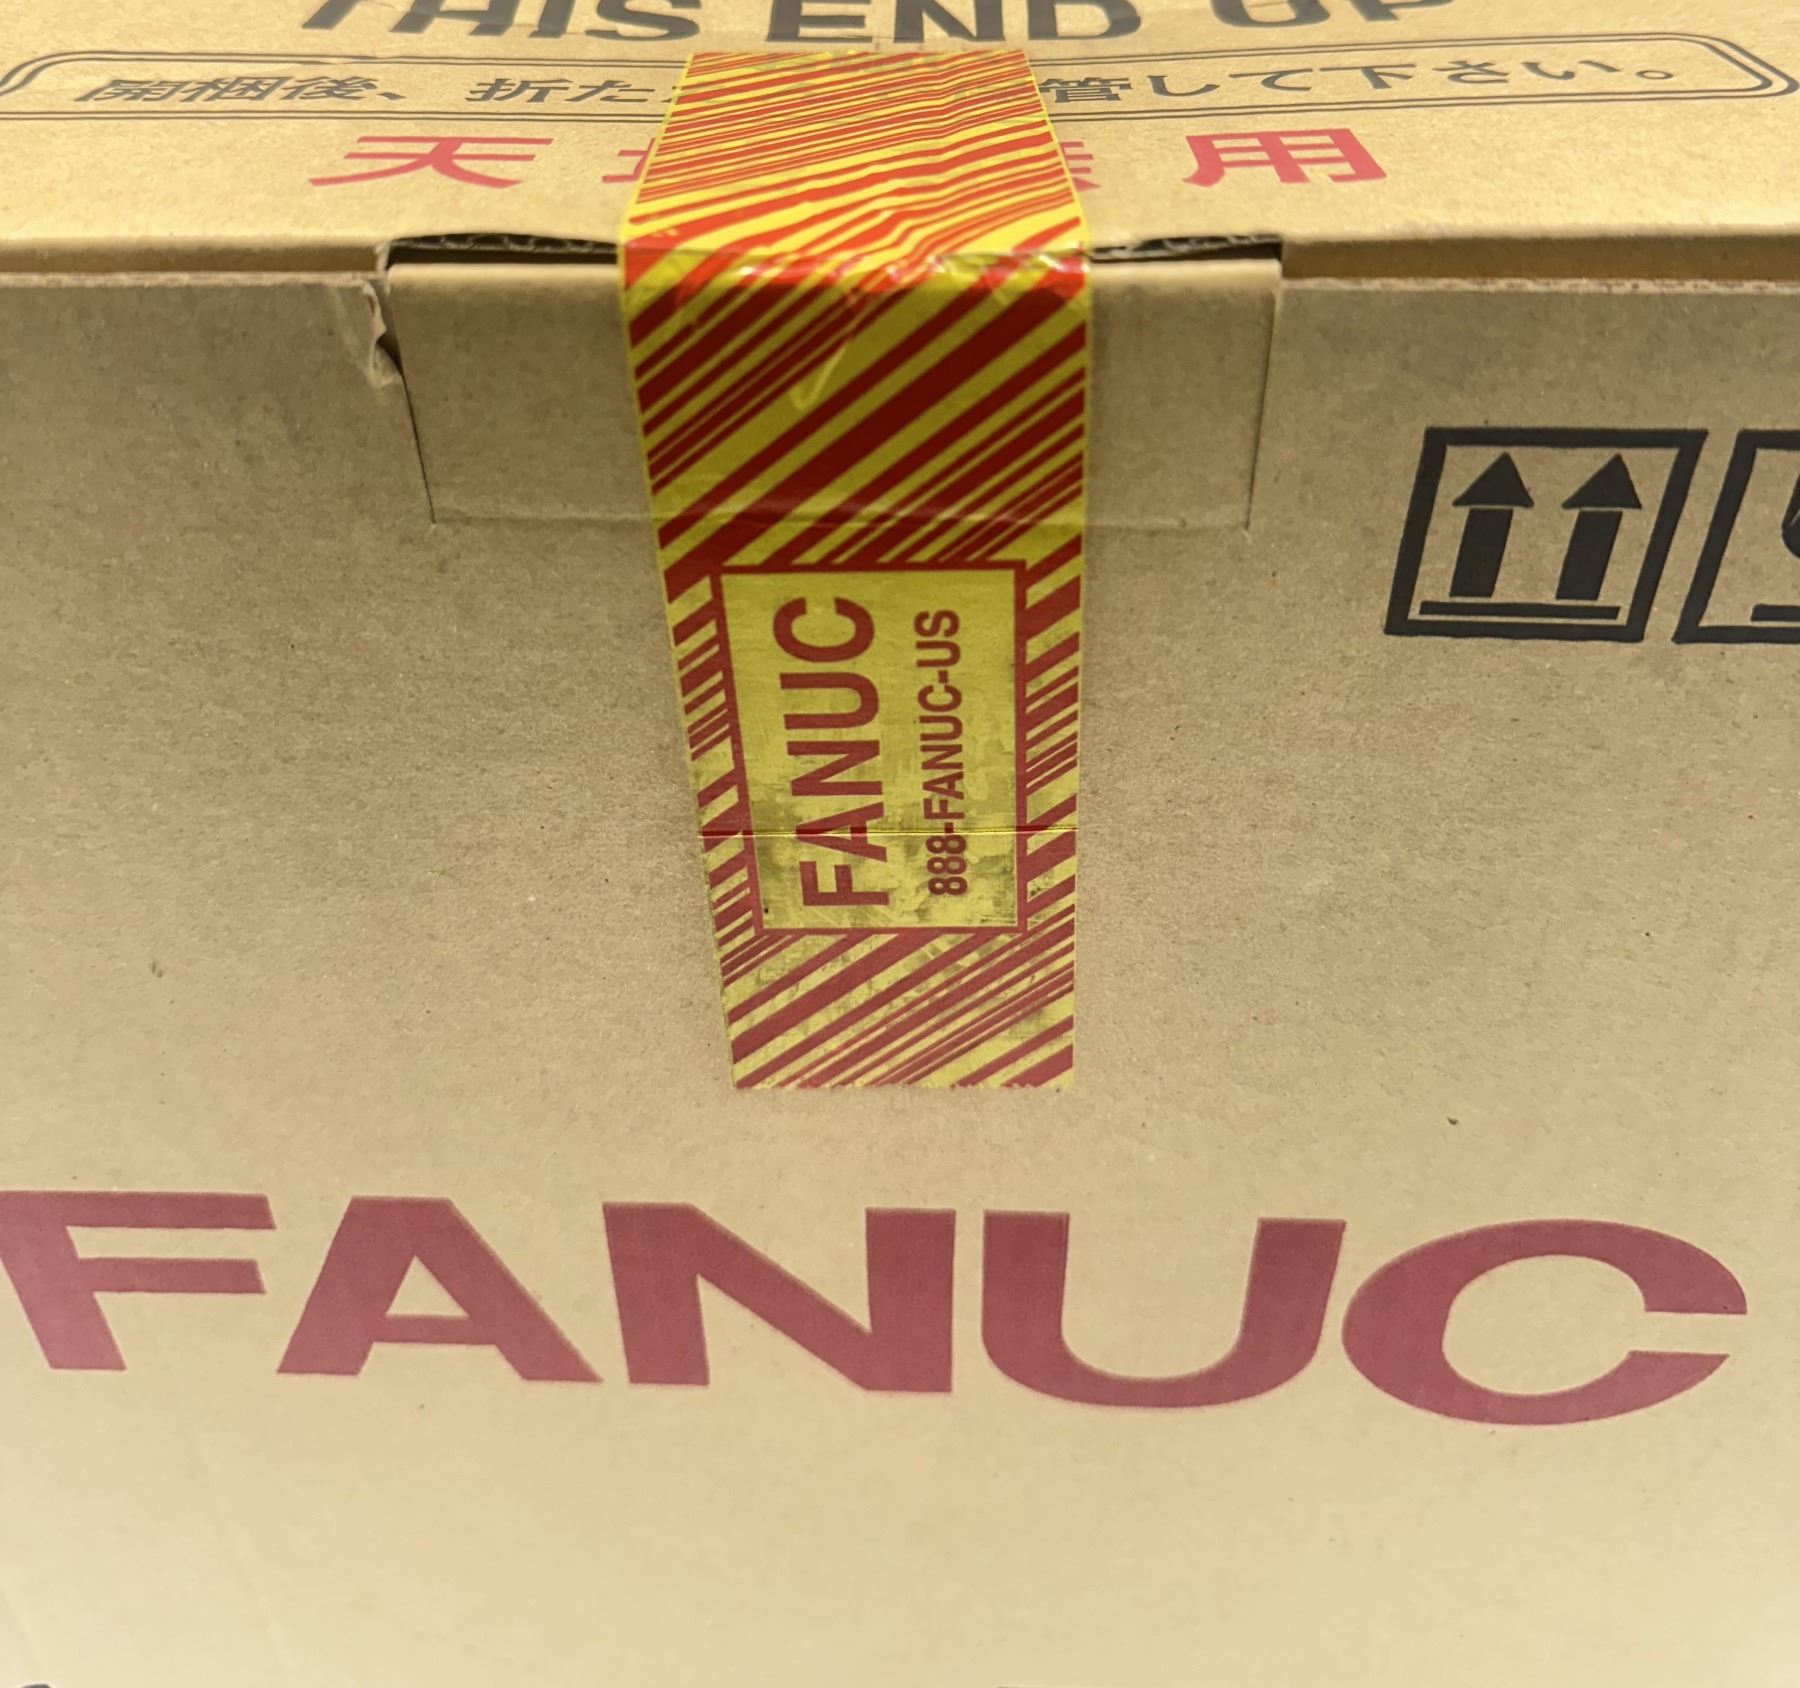 THIS END UP
開梱後、折た 管して下さい。
天 用
FANUC
888-FANUC-US
FANUC